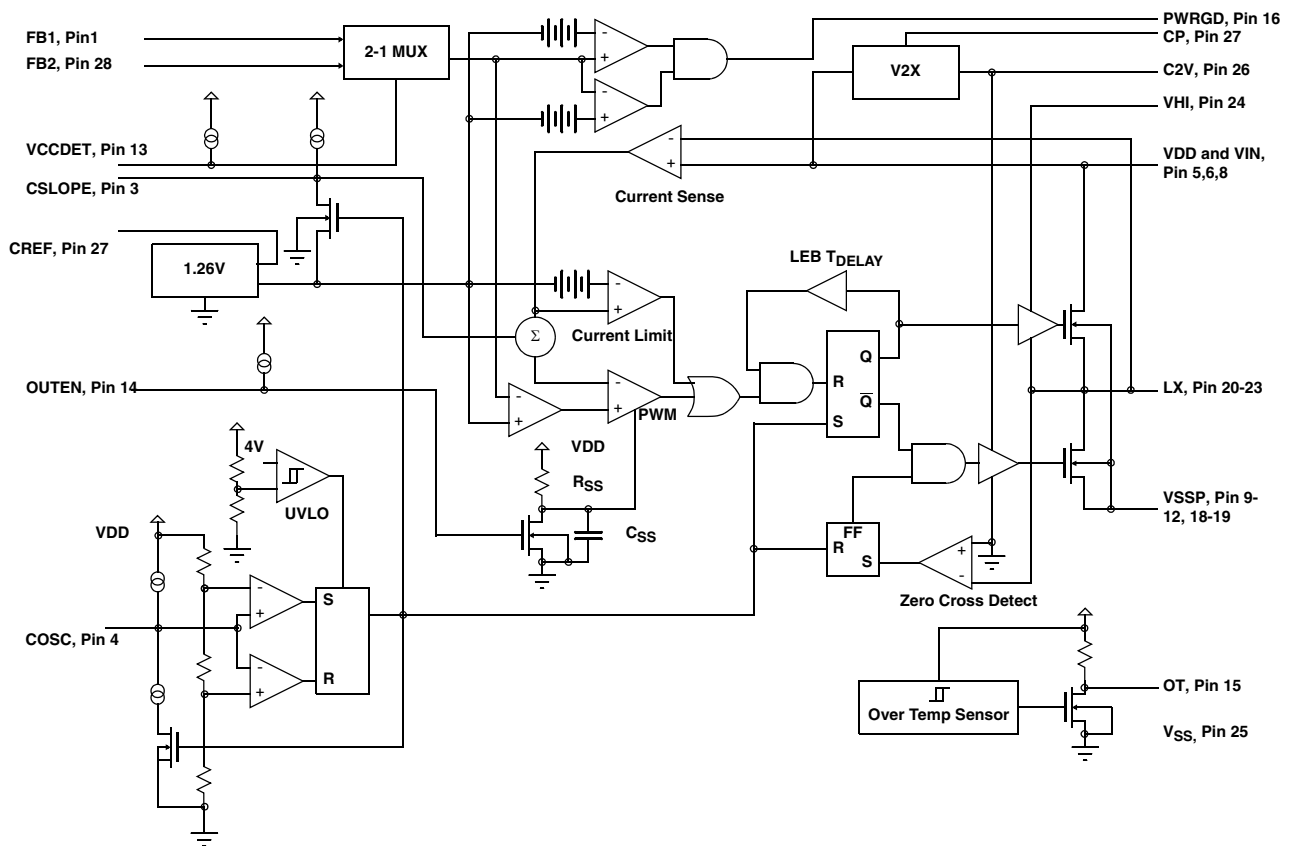 PWRGD, Pin 16
FB1, Pin1
CP, Pin 27
2-1 MUX
FB2, Pin 28
V2X
C2V, Pin 26
VHI, Pin 24
VCCDET, Pin 13
VDD and VIN,
Pin 5,6,8
CSLOPE, Pin 3
Current Sense
CREF, Pin 27
1.26V
LEB TDELAY
- +
- +
- +
- +
Σ
Current Limit
Q
R
Q
S
OUTEN, Pin 14
LX, Pin 20-23
- +
- +
PWM
VDD
4V
RSS
UVLO
CSS
VSSP, Pin 9-
12, 18-19
VDD
FF
R
S
+ -
Zero Cross Detect
- +
S
COSC, Pin 4
- +
R
OT, Pin 15
Over Temp Sensor
VSS, Pin 25